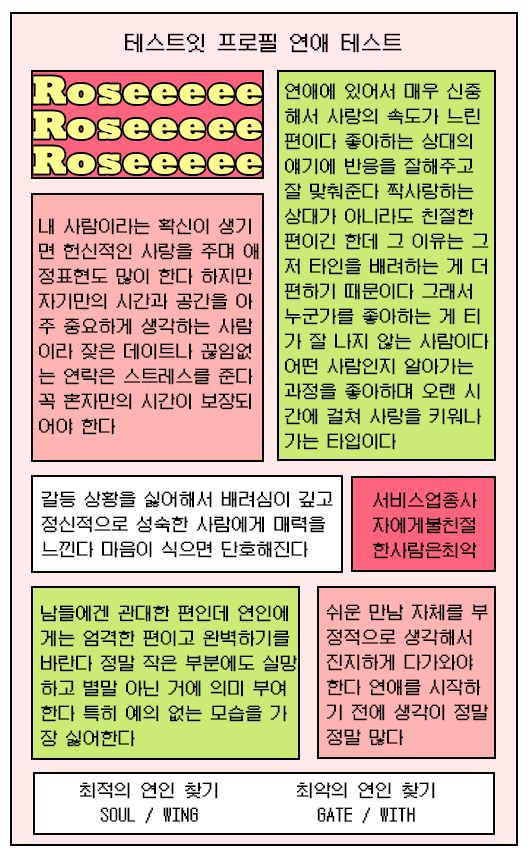 테스트잇 프로필 연애 테스트
Roseeeee
Roseeeee
Roseeeee
내 사람이라는 확신이 생기
면 헌신적인 사랑을 주며 애
정표현도 많이 한다 하지만
자기만의 시간과 공간을 아
주 중요하게 생각하는 사람
이라 잦은 데이트나 끊임없
는 연락은 스트레스를 준다
꼭 혼자만의 시간이 보장되
어야 한다
연애에 있어서 매우 신중
해서 사랑의 속도가 느린
편이다 좋아하는 상대의
얘기에 반응을 잘해주고
잘 맞춰준다 짝사랑하는
상대가 아니라도 친절한
편이긴 한데 그 이유는 그
저 타인을 배려하는 게 더
편하기 때문이다 그래서
누군가를 좋아하는 게 티
가 잘 나지 않는 사람이다
어떤 사람인지 알아가는
과정을 좋아하며 오랜 시
간에 걸쳐 사랑을 키워나
가는 타입이다
갈등 상황을 싫어해서 배려심이 깊고
정신적으로 성숙한 사람에게 매력을
느낀다 마음이 식으면 단호해진다
서비스업종사
자에게불친절
한사람은최악
남들에겐 관대한 편인데 연인에
게는 엄격한 편이고 완벽하기를
바란다 정말 작은 부분에도 실망
하고 별말 아닌 거에 의미 부여
한다 특히 예의 없는 모습을 가
장 싫어한다
쉬운 만남 자체를 부
정적으로 생각해서
진지하게 다가와야
한다 연애를 시작하
기 전에 생각이 정말
정말 많다
최적의 연인 찾기
SOUL / WING
최악의 연인 찾기
GATE / WITH